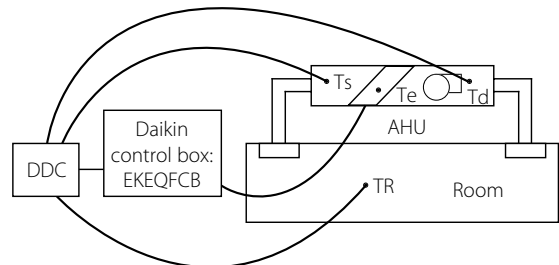 Ts
Te
Td
AHU
Daikin
control box:
EKEQFCB
DDC
TR
Room